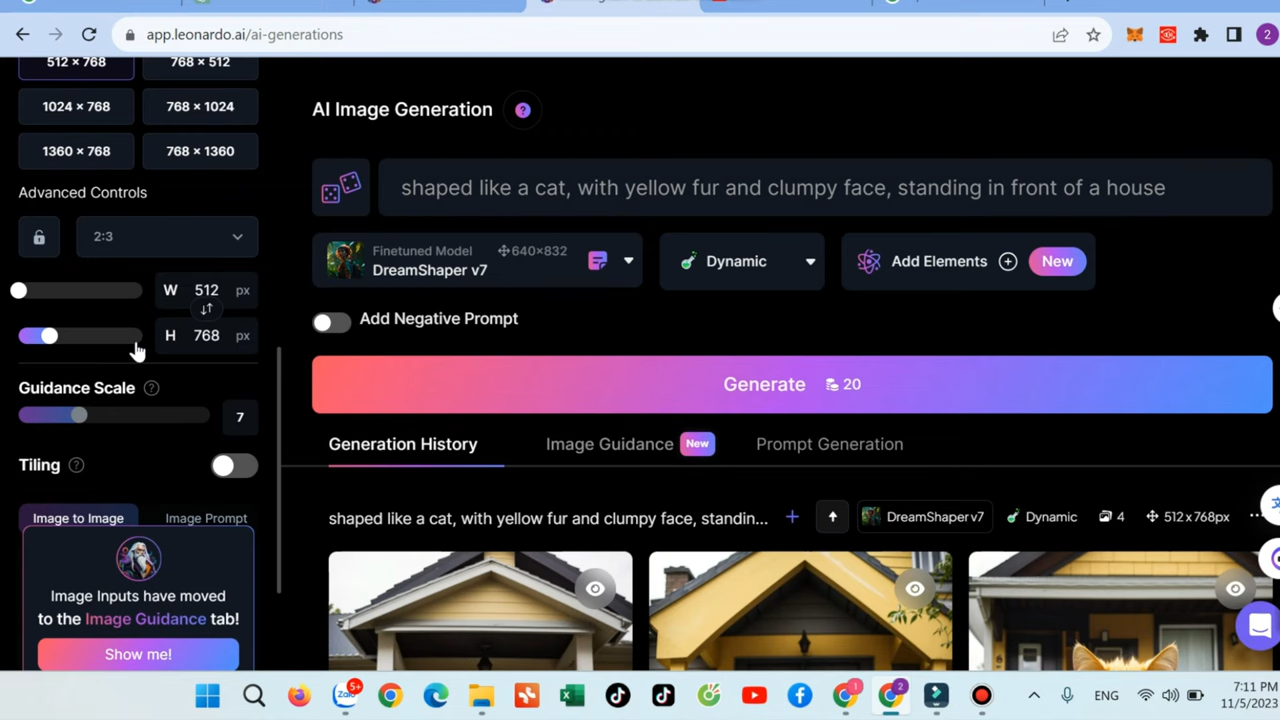 app.leonardo.ai/ai-generations
2
512 × 768
768 × 512
1024 × 768
768 × 1024
1360 × 768
768 × 1360
Advanced Controls
2:3
W 512 px
H 768 px
Guidance Scale ?
7
Tiling ?
Image to Image
Image Prompt
Image Inputs have moved
to the Image Guidance tab!
Show me!
AI Image Generation ?
shaped like a cat, with yellow fur and clumpy face, standing in front of a house
Finetuned Model 640×832
DreamShaper v7
Dynamic
Add Elements
New
Add Negative Prompt
Generate 20
Generation History
Image Guidance New
Prompt Generation
shaped like a cat, with yellow fur and clumpy face, standin...
DreamShaper v7
Dynamic
4
512 x 768px
Zalo
5+
1
2
ENG
7:11 PM
11/5/2023